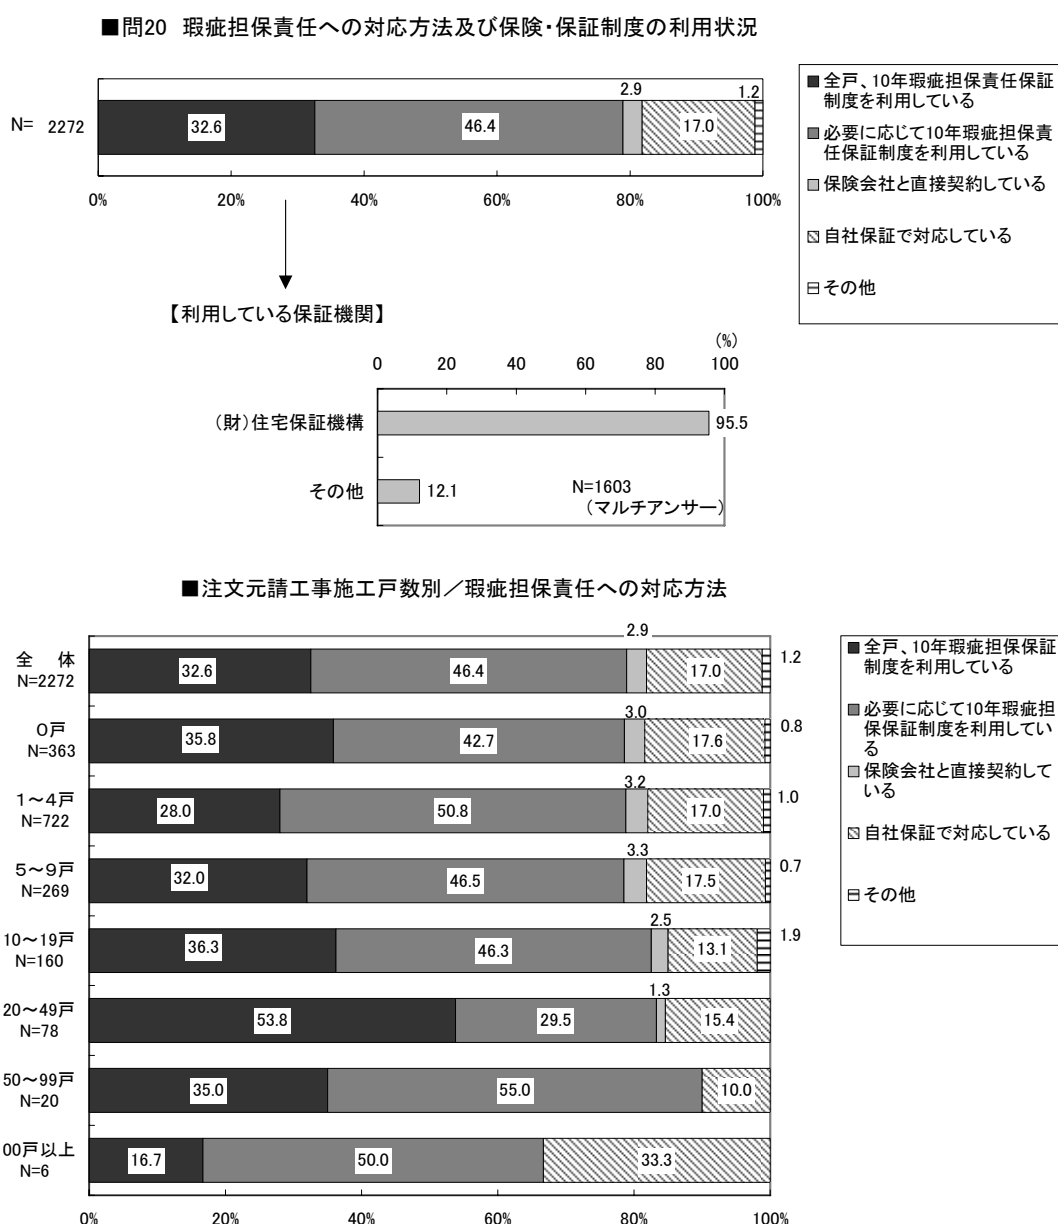 ■問20 瑕疵担保責任への対応方法及び保険・保証制度の利用状況
N= 2272
32.6
46.4
2.9
17.0
1.2
0%
20%
40%
60%
80%
100%
全戸、10年瑕疵担保責任保証
制度を利用している
必要に応じて10年瑕疵担保責
任保証制度を利用している
保険会社と直接契約している
自社保証で対応している
その他
【利用している保証機関】
(%)
0
20
40
60
80
100
(財)住宅保証機構
95.5
その他
12.1
N=1603
(マルチアンサー)
■注文元請工事施工戸数別/瑕疵担保責任への対応方法
全 体
N=2272
32.6
46.4
2.9
17.0
1.2
0戸
N=363
35.8
42.7
3.0
17.6
0.8
1~4戸
N=722
28.0
50.8
3.2
17.0
1.0
5~9戸
N=269
32.0
46.5
3.3
17.5
0.7
10~19戸
N=160
36.3
46.3
2.5
13.1
1.9
20~49戸
N=78
53.8
29.5
1.3
15.4
50~99戸
N=20
35.0
55.0
10.0
00戸以上
N=6
16.7
50.0
33.3
0%
20%
40%
60%
80%
100%
全戸、10年瑕疵担保保証
制度を利用している
必要に応じて10年瑕疵担
保保証制度を利用してい
る
保険会社と直接契約して
いる
自社保証で対応している
その他